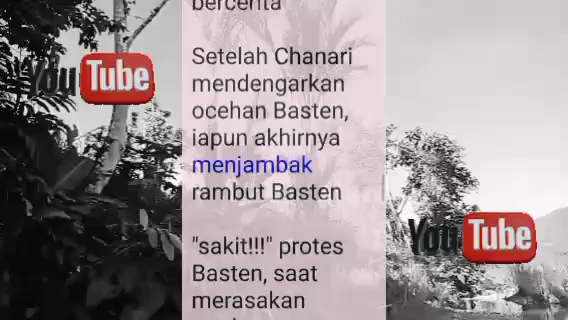 bercerita
Setelah Chanari
mendengarkan
ocehan Basten,
iapun akhirnya
menjambak
rambut Basten
"sakit!!!" protes
Basten, saat
merasakan
YouTube
YouTube